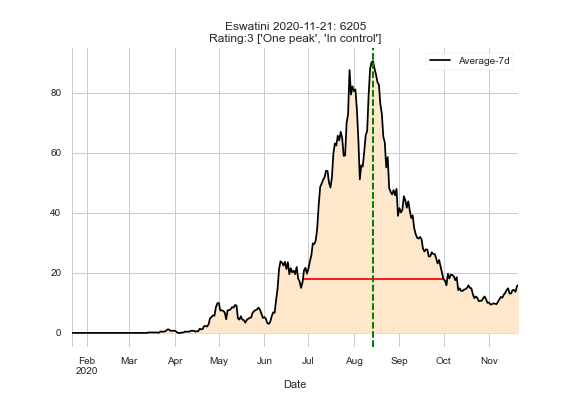 Eswatini 2020-11-21: 6205
Rating:3 ['One peak', 'In control']
Average-7d
80
60
40
20
0
Feb Mar Apr May Jun Jul Aug Sep Oct Nov
2020
Date